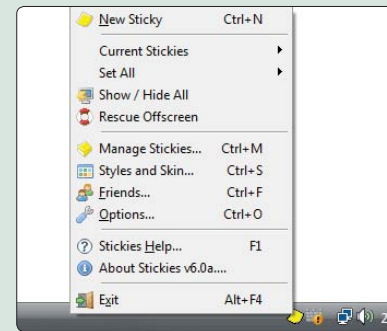 New Sticky Ctrl+N
Current Stickies
Set All
Show / Hide All
Rescue Offscreen
Manage Stickies... Ctrl+M
Styles and Skin... Ctrl+S
Friends... Ctrl+F
Options... Ctrl+O
Stickies Help... F1
About Stickies v6.0a....
Exit Alt+F4
2